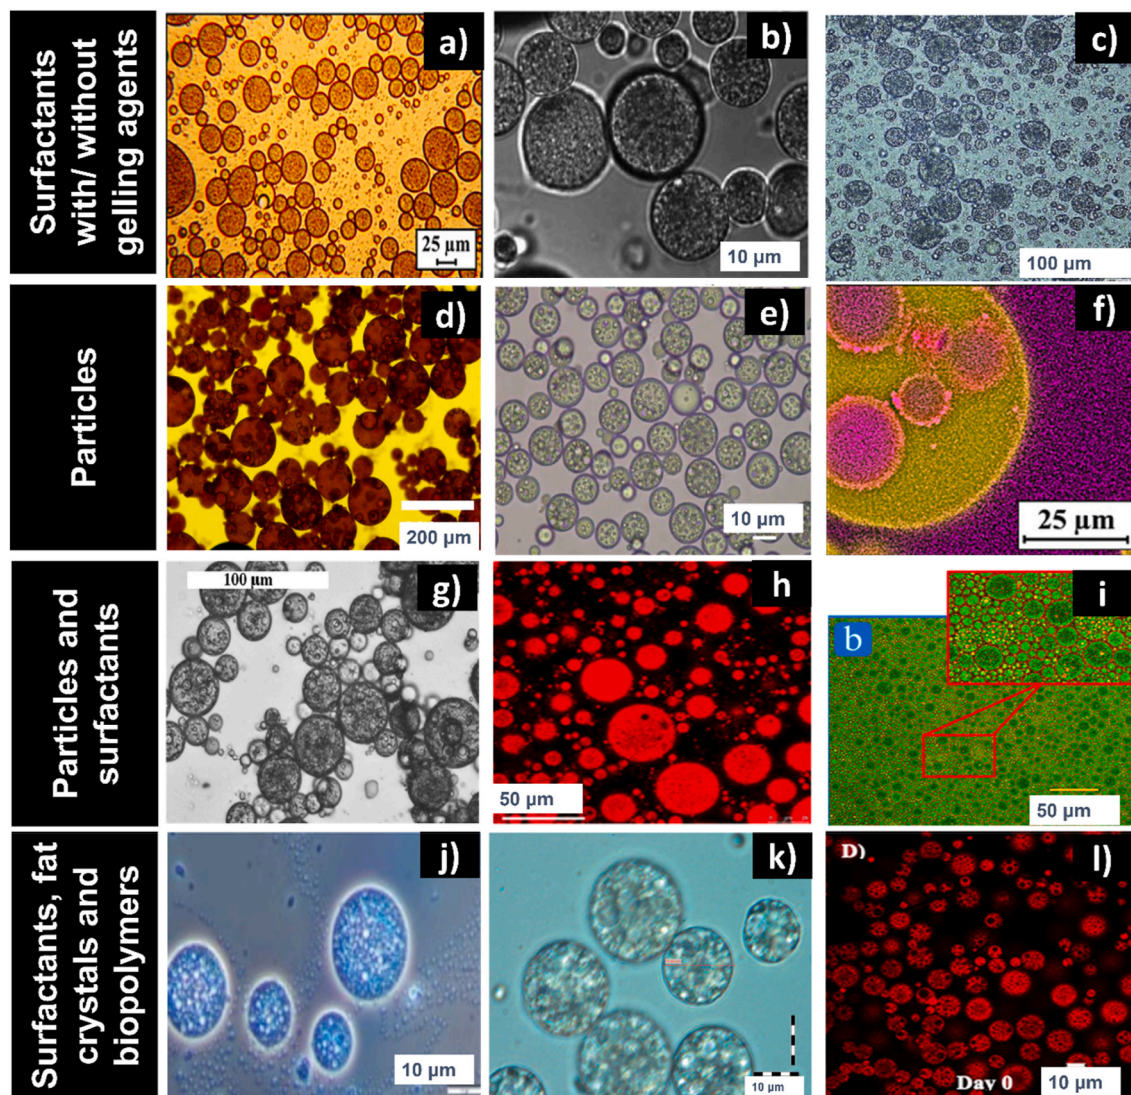 Surfactants
with/ without
gelling agents
a)
25 µm
b)
10 µm
c)
100 µm
Particles
d)
200 µm
e)
10 µm
f)
25 µm
Particles and
surfactants
100 µm
g)
h
50 µm
i
b
50 µm
Surfactants, fat
crystals and
biopolymers
j)
10 µm
k)
10 µm
D)
l)
Day 0
10 µm